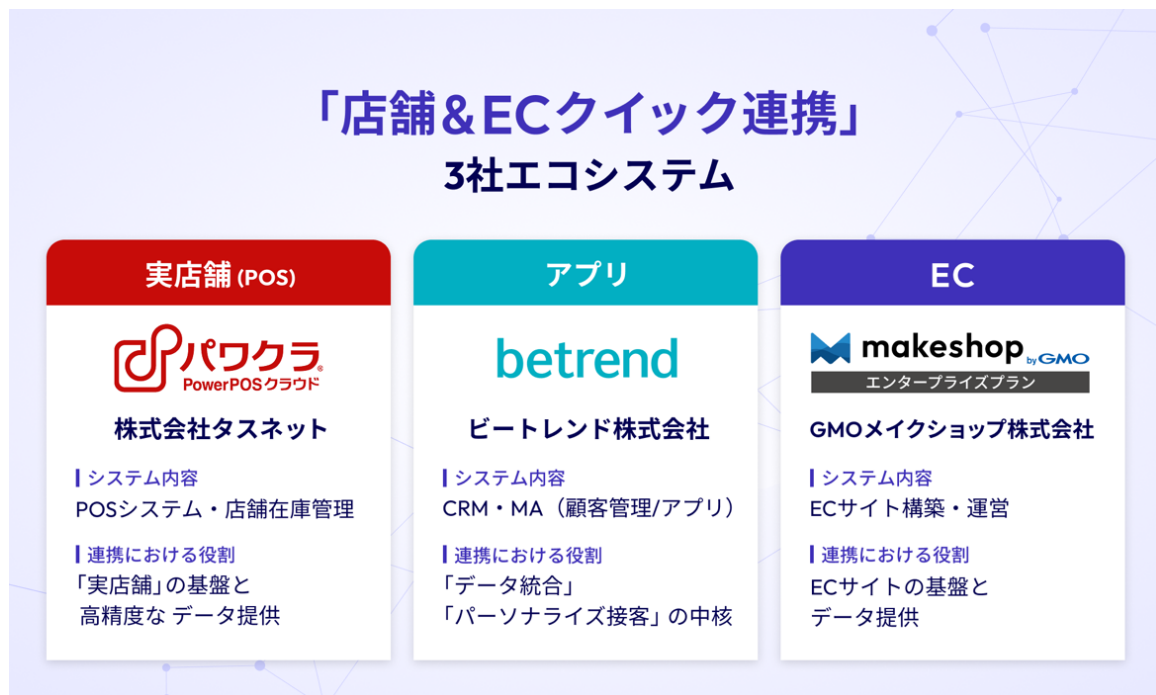 「店舗＆ECクイック連携」
3社エコシステム
実店舗(POS)
パワクラ®
PowerPOSクラウド
株式会社タスネット
システム内容
POSシステム・店舗在庫管理
連携における役割
「実店舗」の基盤と
高精度な データ提供
アプリ
betrend
ビートレンド株式会社
システム内容
CRM・MA（顧客管理/アプリ）
連携における役割
「データ統合」
「パーソナライズ接客」の中核
EC
makeshop by GMO
エンタープライズプラン
GMOメイクショップ株式会社
システム内容
ECサイト構築・運営
連携における役割
ECサイトの基盤と
データ提供